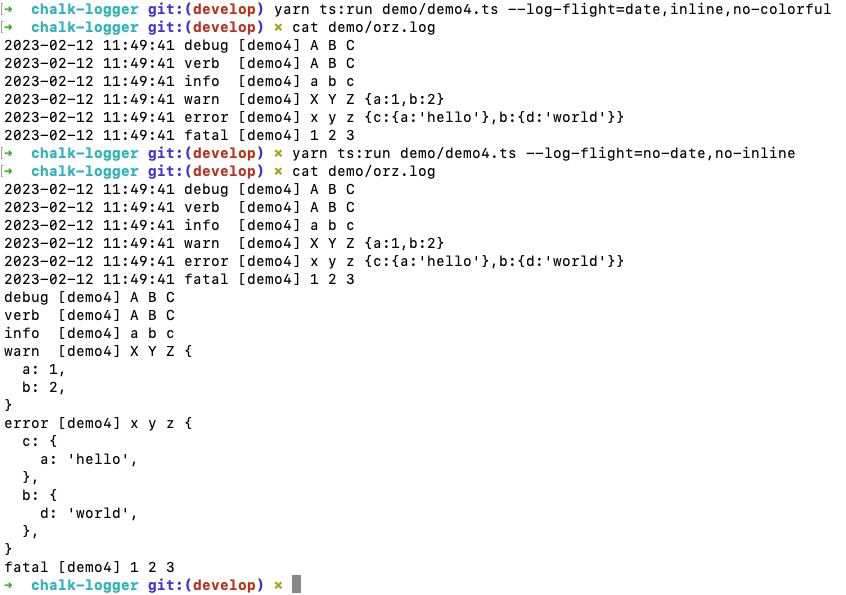 ➜  chalk-logger git:(develop) yarn ts:run demo/demo4.ts --log-flight=date,inline,no-colorful
➜  chalk-logger git:(develop) × cat demo/orz.log
2023-02-12 11:49:41 debug [demo4] A B C
2023-02-12 11:49:41 verb  [demo4] A B C
2023-02-12 11:49:41 info  [demo4] a b c
2023-02-12 11:49:41 warn  [demo4] X Y Z {a:1,b:2}
2023-02-12 11:49:41 error [demo4] x y z {c:{a:'hello'},b:{d:'world'}}
2023-02-12 11:49:41 fatal [demo4] 1 2 3
➜  chalk-logger git:(develop) × yarn ts:run demo/demo4.ts --log-flight=no-date,no-inline
➜  chalk-logger git:(develop) × cat demo/orz.log
2023-02-12 11:49:41 debug [demo4] A B C
2023-02-12 11:49:41 verb  [demo4] A B C
2023-02-12 11:49:41 info  [demo4] a b c
2023-02-12 11:49:41 warn  [demo4] X Y Z {a:1,b:2}
2023-02-12 11:49:41 error [demo4] x y z {c:{a:'hello'},b:{d:'world'}}
2023-02-12 11:49:41 fatal [demo4] 1 2 3
debug [demo4] A B C
verb  [demo4] A B C
info  [demo4] a b c
warn  [demo4] X Y Z {
  a: 1,
  b: 2,
}
error [demo4] x y z {
  c: {
    a: 'hello',
  },
  b: {
    d: 'world',
  },
}
fatal [demo4] 1 2 3
➜  chalk-logger git:(develop) ×